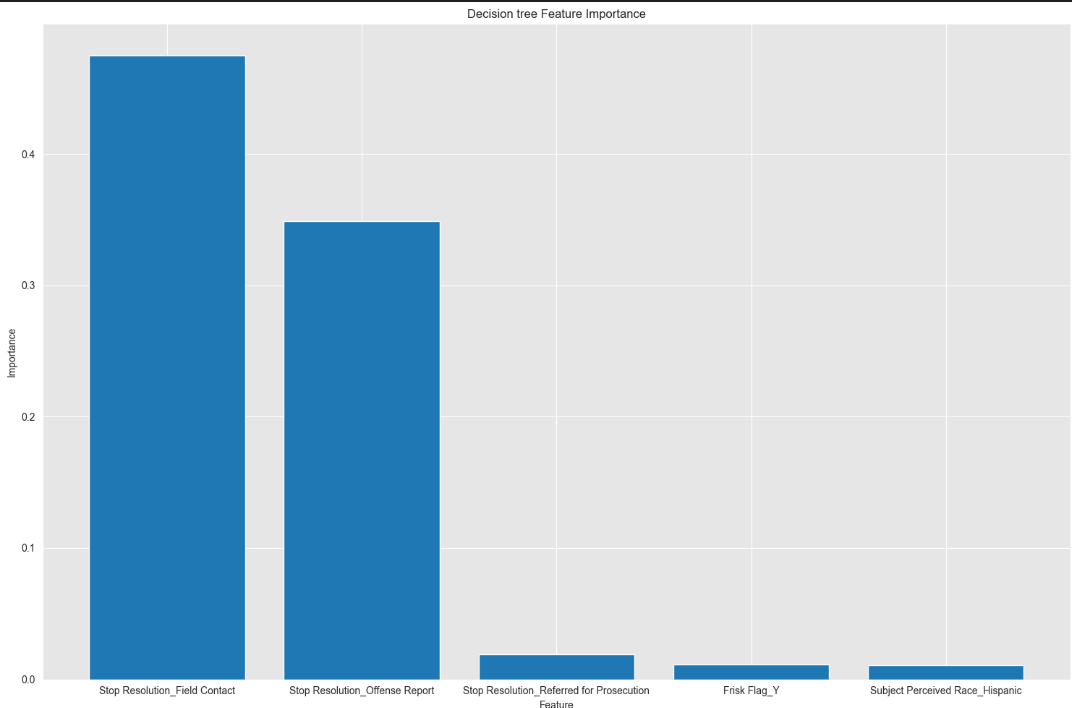 Decision tree Feature Importance
0.4
0.3
0.2
0.1
0.0
Importance
Stop Resolution_Field Contact
Stop Resolution_Offense Report
Stop Resolution_Referred for Prosecution
Frisk Flag_Y
Subject Perceived Race_Hispanic
Feature